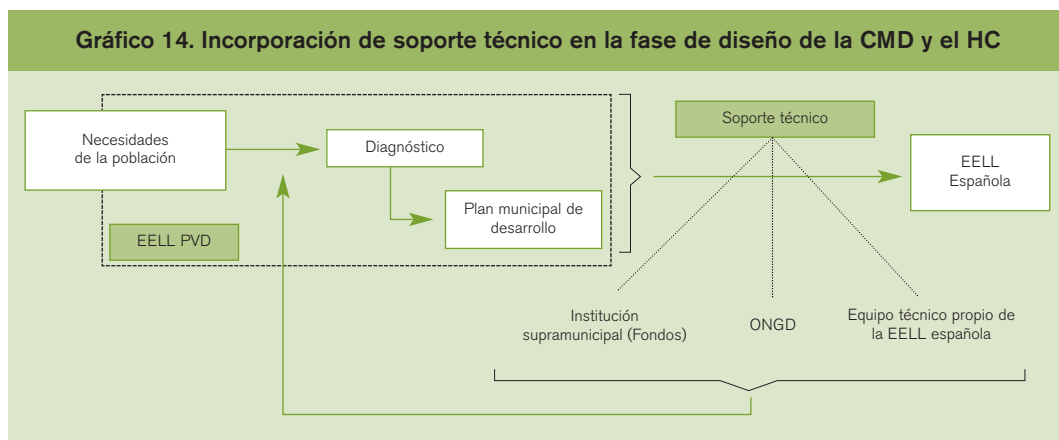 Gráfico 14. Incorporación de soporte técnico en la fase de diseño de la CMD y el HC
Necesidades
de la población
Diagnóstico
Plan municipal de
desarrollo
EELL PVD
Soporte técnico
EELL
Española
Institución
supramunicipal (Fondos)
ONGD
Equipo técnico propio de
la EELL española